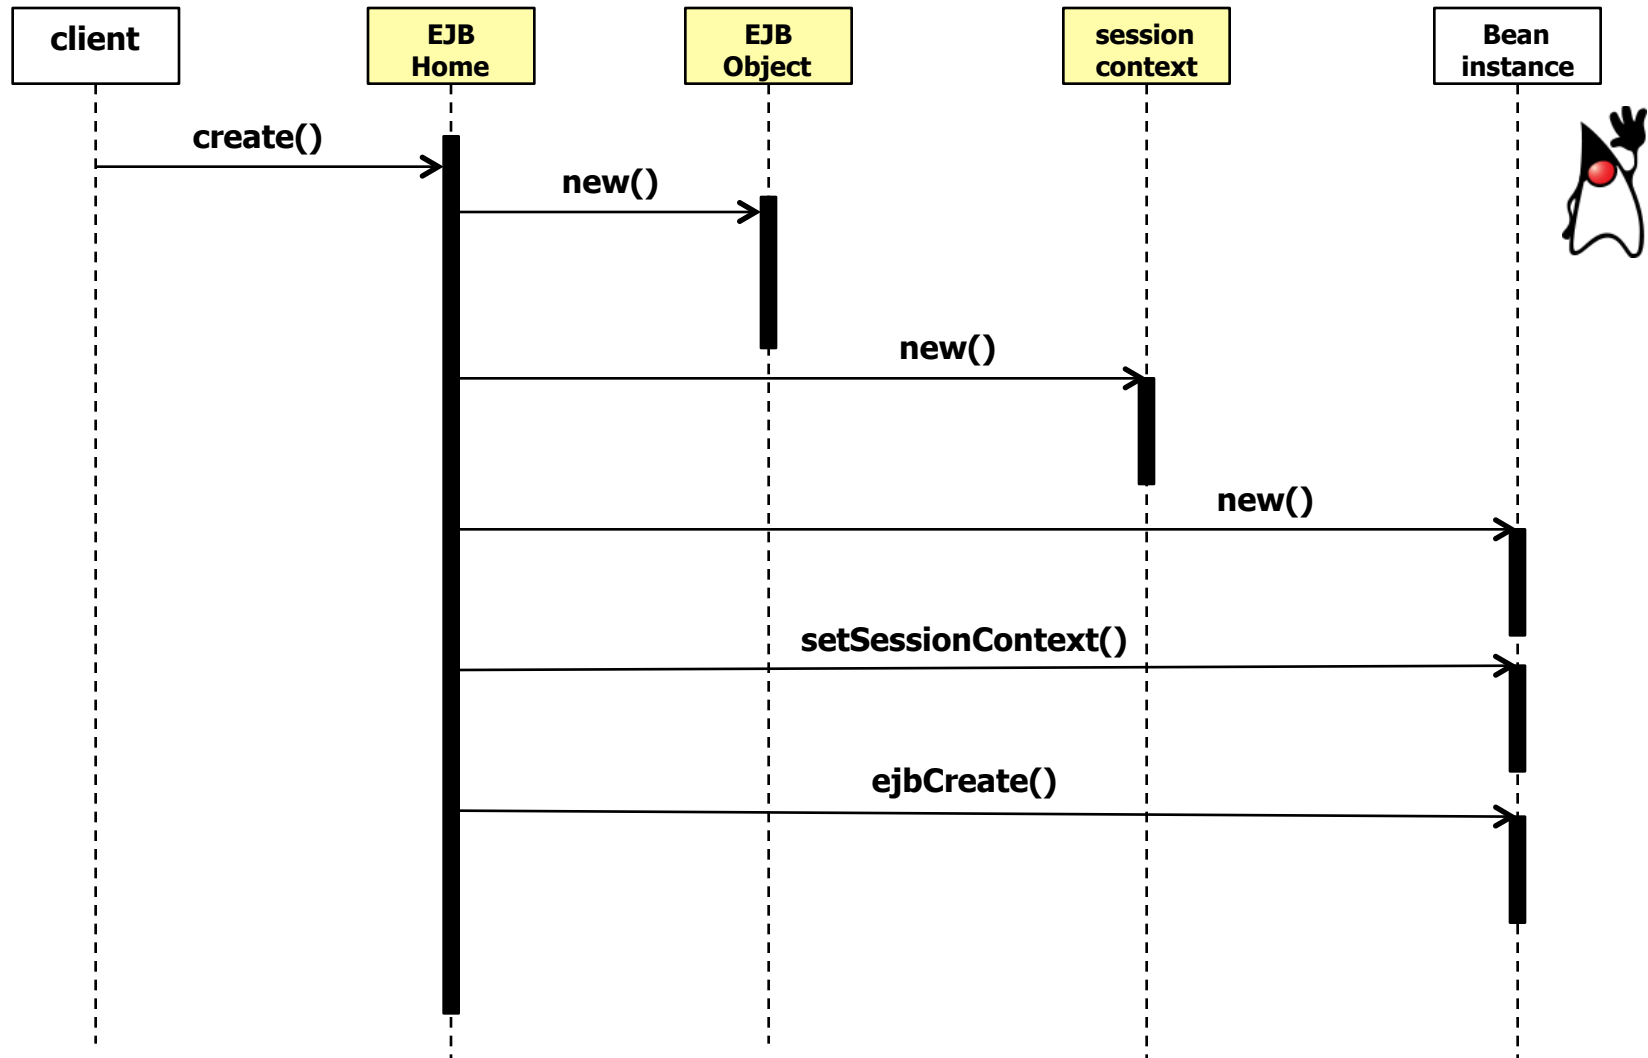 client
EJB
Home
EJB
Object
session
context
Bean
instance
create()
new()
new()
new()
setSessionContext()
ejbCreate()